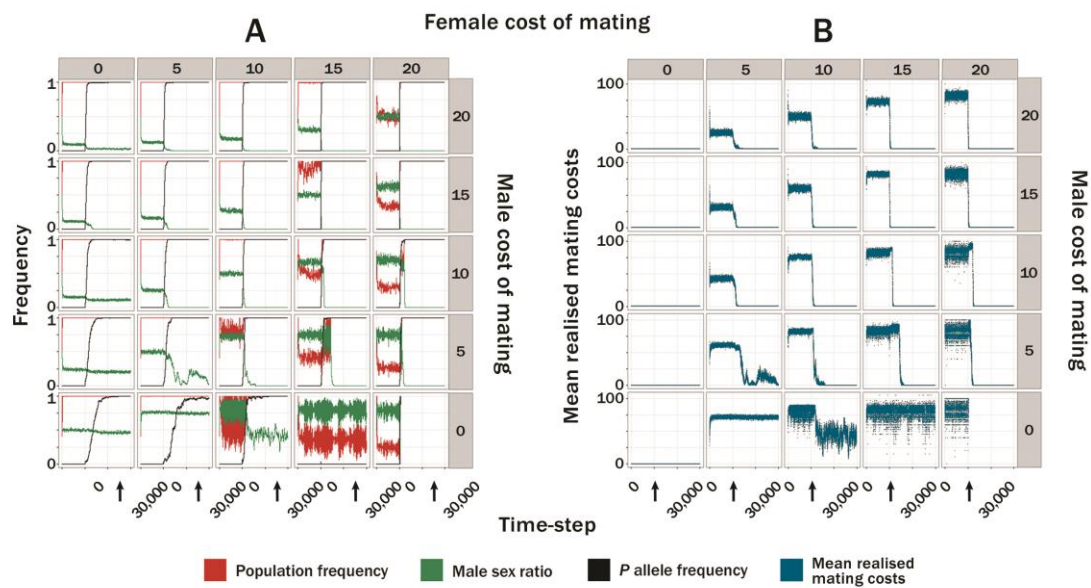 Female cost of mating
A
B
0 5 10 15 20
0 5 10 15 20
Frequency
1
0
1
0
1
0
1
0
1
0
20
15
10
5
0
Male cost of mating
Mean realised mating costs
100
0
100
0
100
0
100
0
100
0
20
15
10
5
0
Male cost of mating
0 30,000 0 30,000 0 30,000 0 30,000 0 30,000
0 30,000 0 30,000 0 30,000 0 30,000 0 30,000
Time-step
Population frequency
Male sex ratio
P allele frequency
Mean realised
mating costs